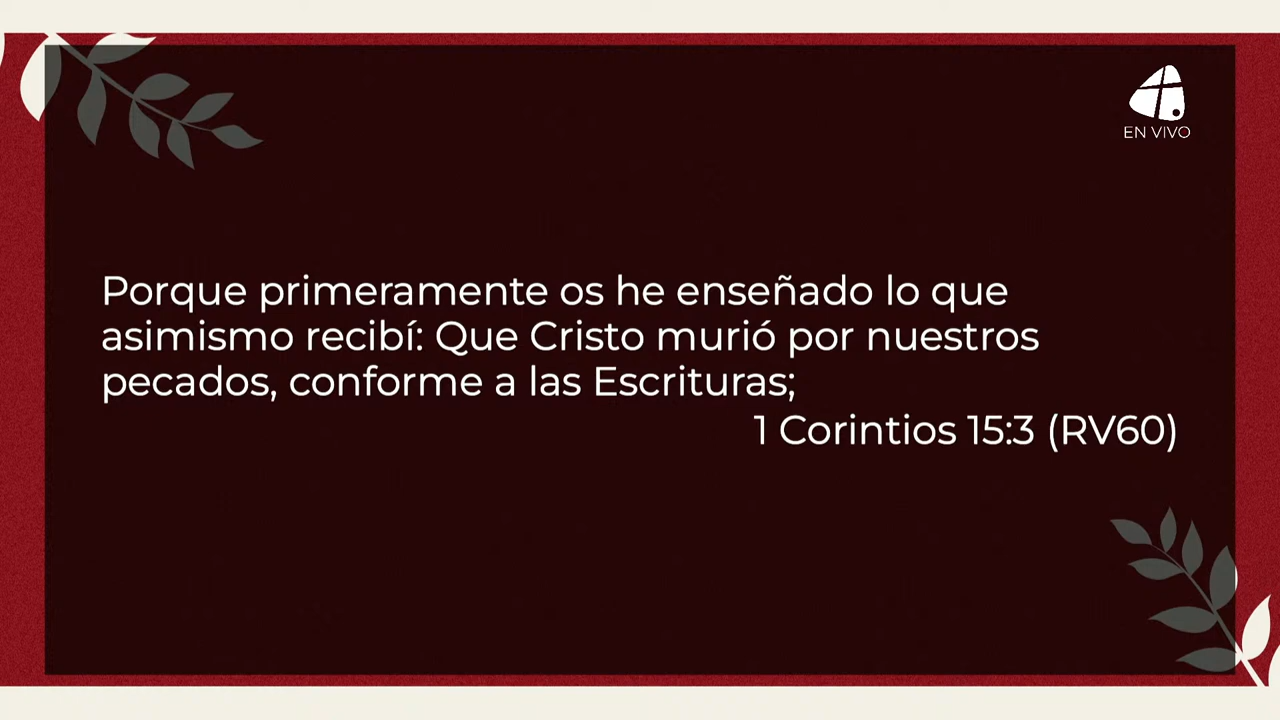 EN VIVO
Porque primeramente os he enseñado lo que
asimismo recibí: Que Cristo murió por nuestros
pecados, conforme a las Escrituras;
1 Corintios 15:3 (RV60)